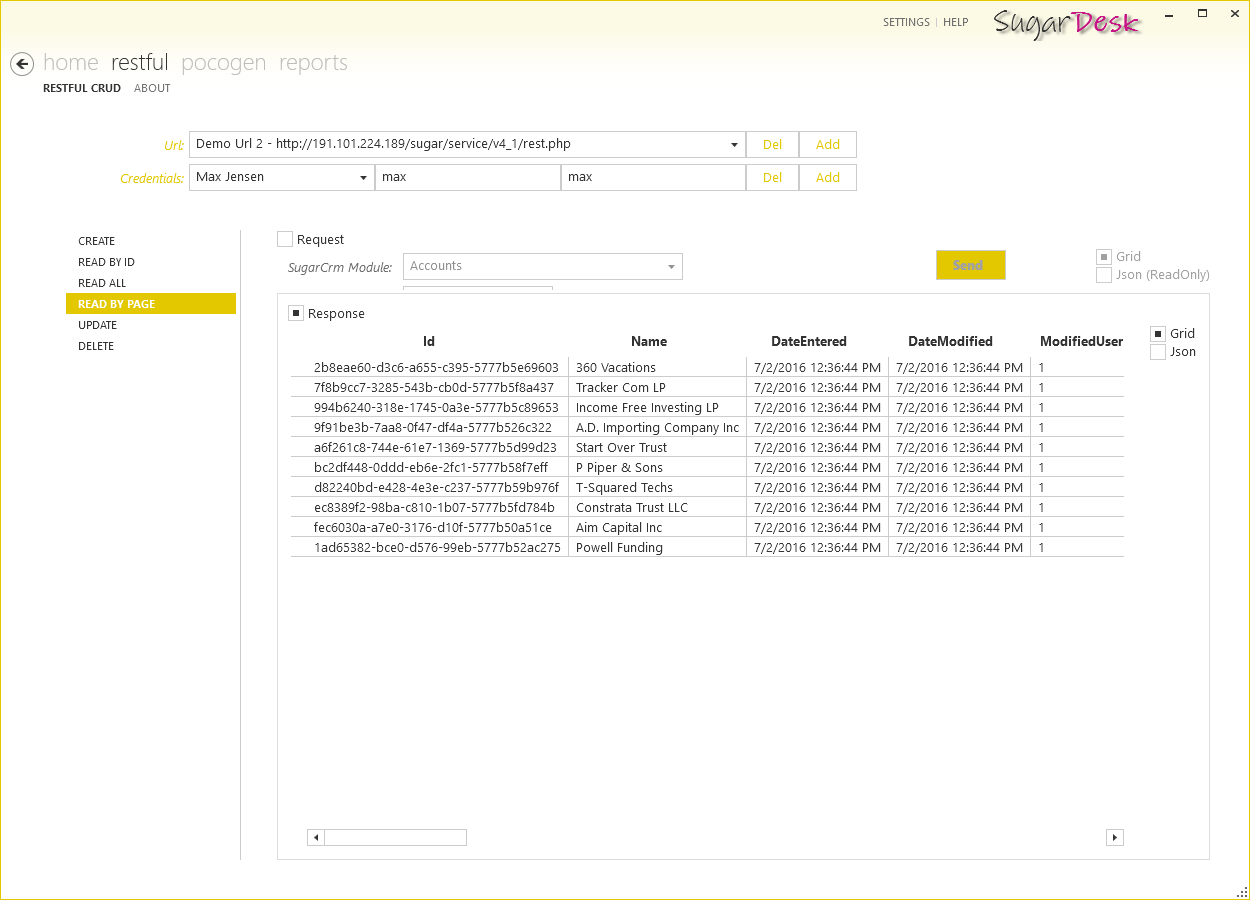 SETTINGS | HELP SugarDesk
home restful pocogen reports
RESTFUL CRUD ABOUT
Url: Demo Url 2 - http://191.101.224.189/sugar/service/v4_1/rest.php Del Add
Credentials: Max Jensen max max Del Add
CREATE
READ BY ID
READ ALL
READ BY PAGE
UPDATE
DELETE
Request
SugarCrm Module: Accounts Send
Grid
Json (ReadOnly)
Response
Grid
Json
Id Name DateEntered DateModified ModifiedUser
2b8eae60-d3c6-a655-c395-5777b5e69603 360 Vacations 7/2/2016 12:36:44 PM 7/2/2016 12:36:44 PM 1
7f8b9cc7-3285-543b-cb0d-5777b5f8a437 Tracker Com LP 7/2/2016 12:36:44 PM 7/2/2016 12:36:44 PM 1
994b6240-318e-1745-0a3e-5777b5c89653 Income Free Investing LP 7/2/2016 12:36:44 PM 7/2/2016 12:36:44 PM 1
9f91be3b-7aa8-0f47-df4a-5777b526c322 A.D. Importing Company Inc 7/2/2016 12:36:44 PM 7/2/2016 12:36:44 PM 1
a6f261c8-744e-61e7-1369-5777b5d99d23 Start Over Trust 7/2/2016 12:36:44 PM 7/2/2016 12:36:44 PM 1
bc2df448-0ddd-eb6e-2fc1-5777b58f7eff P Piper & Sons 7/2/2016 12:36:44 PM 7/2/2016 12:36:44 PM 1
d82240bd-e428-4e3e-c237-5777b59b976f T-Squared Techs 7/2/2016 12:36:44 PM 7/2/2016 12:36:44 PM 1
ec8389f2-98ba-c810-1b07-5777b5fd784b Constrata Trust LLC 7/2/2016 12:36:44 PM 7/2/2016 12:36:44 PM 1
fec6030a-a7e0-3176-d10f-5777b50a51ce Aim Capital Inc 7/2/2016 12:36:44 PM 7/2/2016 12:36:44 PM 1
1ad65382-bce0-d576-99eb-5777b52ac275 Powell Funding 7/2/2016 12:36:44 PM 7/2/2016 12:36:44 PM 1